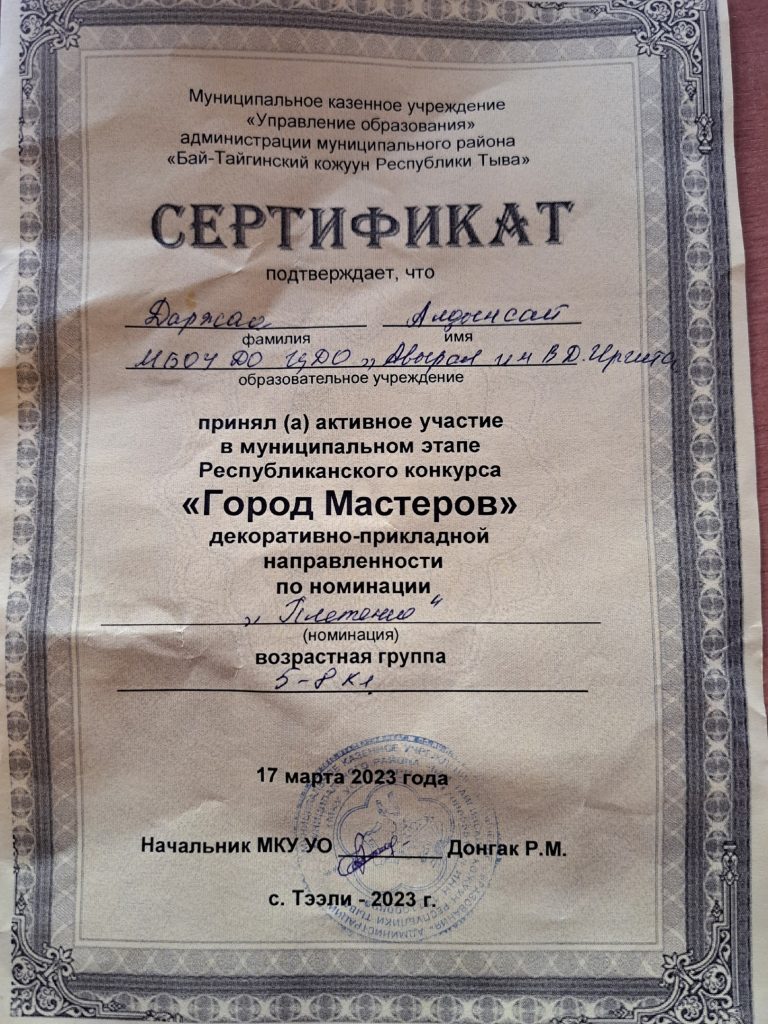 Муниципальное казенное учреждение
«Управление образования»
администрации муниципального района
«Бай-Тайгинский кожуун Республики Тыва»
СЕРТИФИКАТ
подтверждает, что
Даржаа Алдынсай
фамилия имя
МБОУ ДО ЦДО „Авырал им В.Д.Иргита
образовательное учреждение
принял (а) активное участие
в муниципальном этапе
Республиканского конкурса
«Город Мастеров»
декоративно-прикладной
направленности
по номинации
„Плетение“
(номинация)
возрастная группа
5-8 кл
17 марта 2023 года
Начальник МКУ УО Донгак Р.М.
с. Тээли - 2023 г.